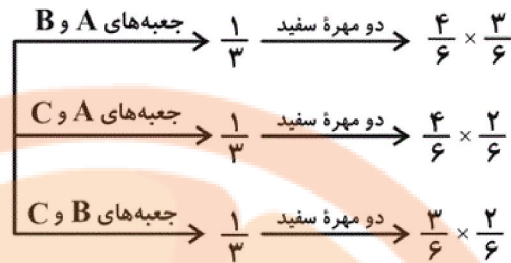 جعبه‌های A و B ۱/۳ دو مهرهٔ سفید ۴/۶ × ۳/۶
جعبه‌های A و C ۱/۳ دو مهرهٔ سفید ۴/۶ × ۲/۶
جعبه‌های B و C ۱/۳ دو مهرهٔ سفید ۳/۶ × ۲/۶